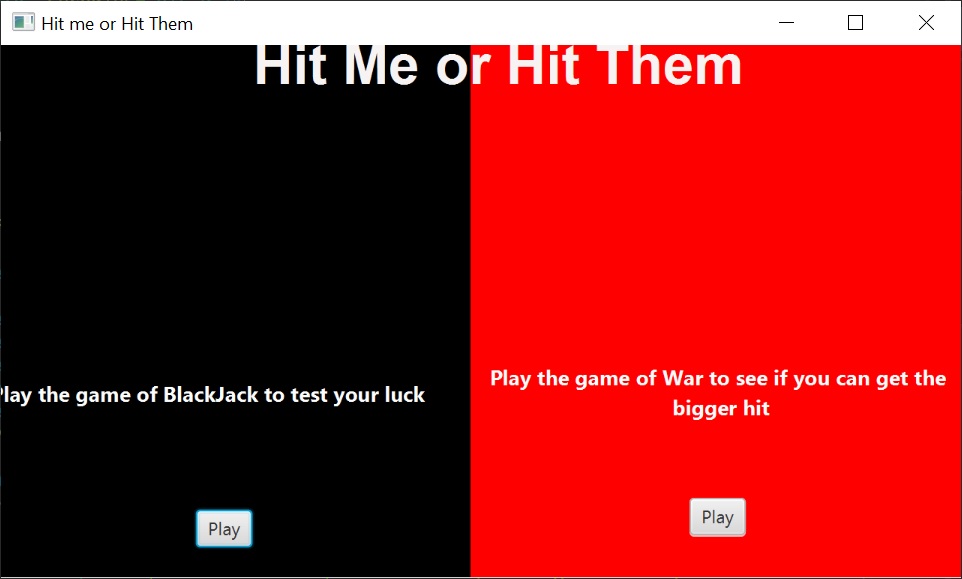 Hit me or Hit Them
Hit Me or Hit Them
Play the game of BlackJack to test your luck
Play the game of War to see if you can get the
bigger hit
Play
Play